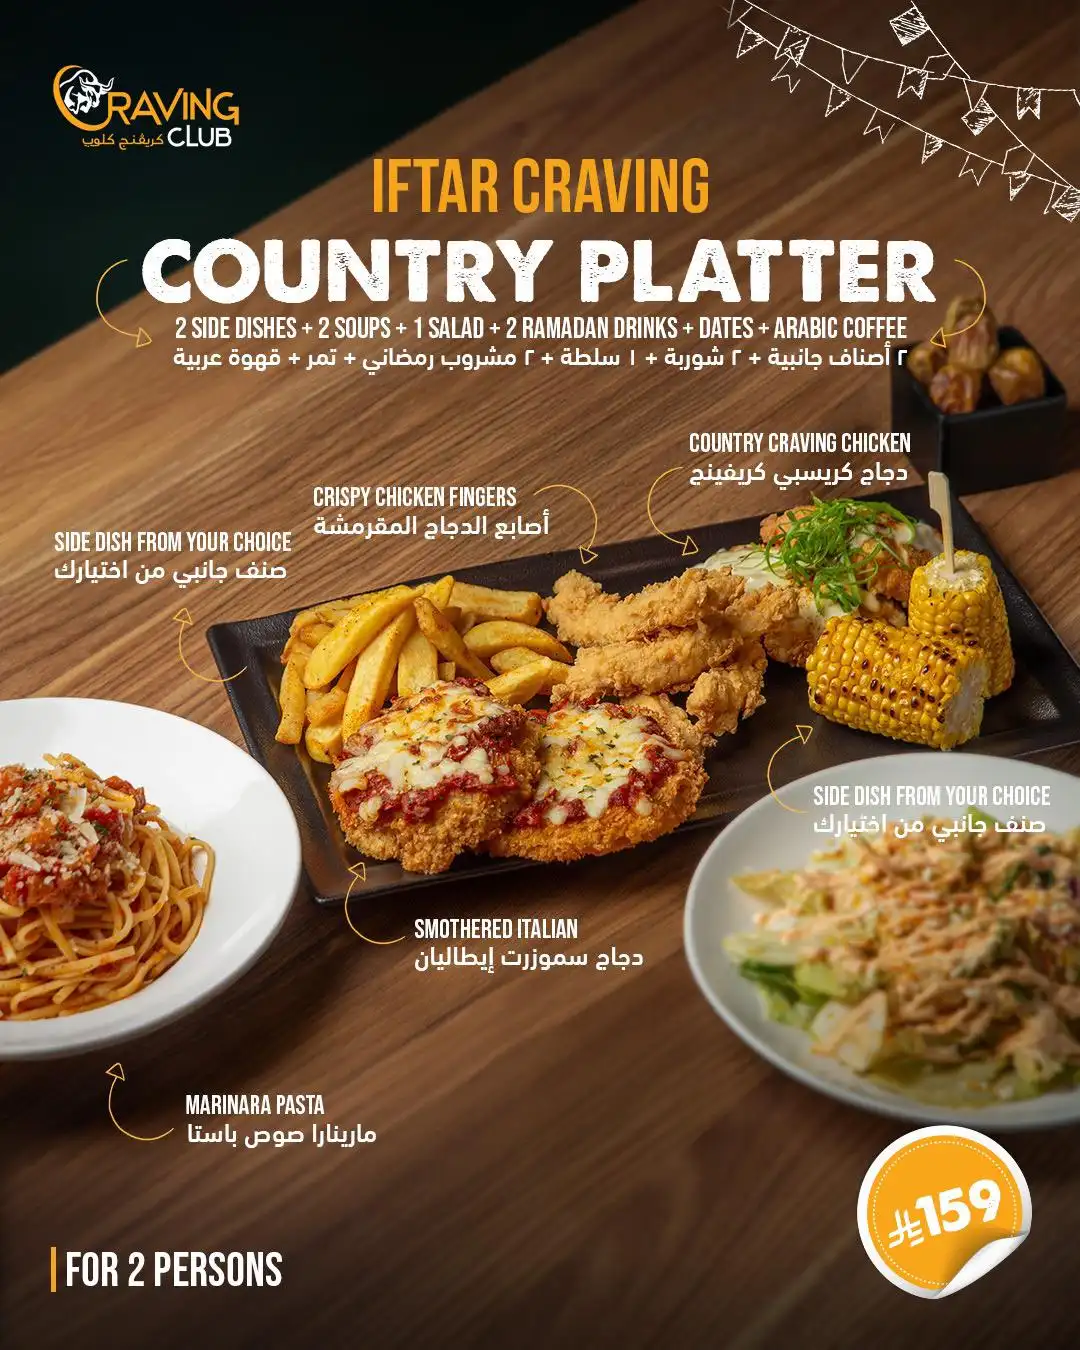 CRAVING
كريڤنج كلوب CLUB
IFTAR CRAVING
COUNTRY PLATTER
2 SIDE DISHES + 2 SOUPS + 1 SALAD + 2 RAMADAN DRINKS + DATES + ARABIC COFFEE
٢ أصناف جانبية + ٢ شوربة + ١ سلطة + ٢ مشروب رمضاني + تمر + قهوة عربية
COUNTRY CRAVING CHICKEN
دجاج كريسبي كريفينج
CRISPY CHICKEN FINGERS
أصابع الدجاج المقرمشة
SIDE DISH FROM YOUR CHOICE
صنف جانبي من اختيارك
SIDE DISH FROM YOUR CHOICE
صنف جانبي من اختيارك
SMOTHERED ITALIAN
دجاج سموزرت إيطاليان
MARINARA PASTA
مارينارا صوص باستا
⃁159
FOR 2 PERSONS